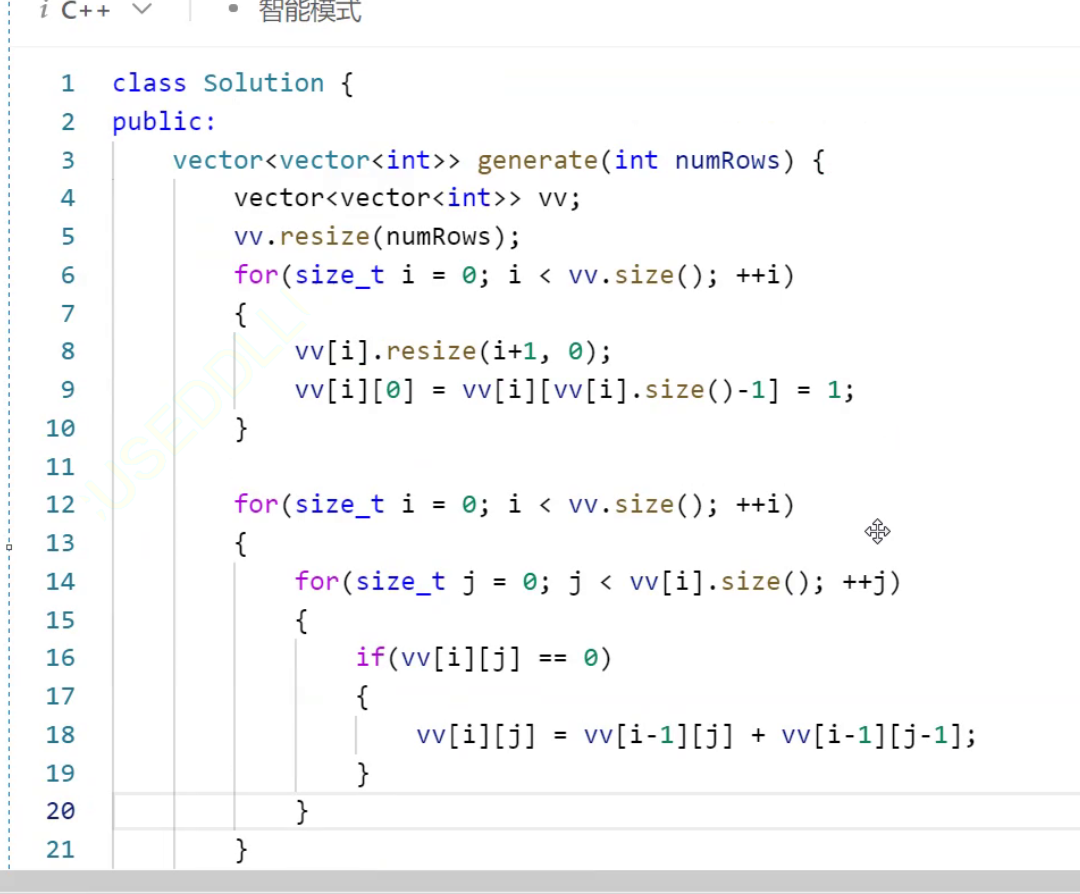 i C++ • 智能模式
1 class Solution {
2 public:
3     vector<vector<int>> generate(int numRows) {
4         vector<vector<int>> vv;
5         vv.resize(numRows);
6         for(size_t i = 0; i < vv.size(); ++i)
7         {
8             vv[i].resize(i+1, 0);
9             vv[i][0] = vv[i][vv[i].size()-1] = 1;
10         }
11
12         for(size_t i = 0; i < vv.size(); ++i)
13         {
14             for(size_t j = 0; j < vv[i].size(); ++j)
15             {
16                 if(vv[i][j] == 0)
17                 {
18                     vv[i][j] = vv[i-1][j] + vv[i-1][j-1];
19                 }
20             }
21         }